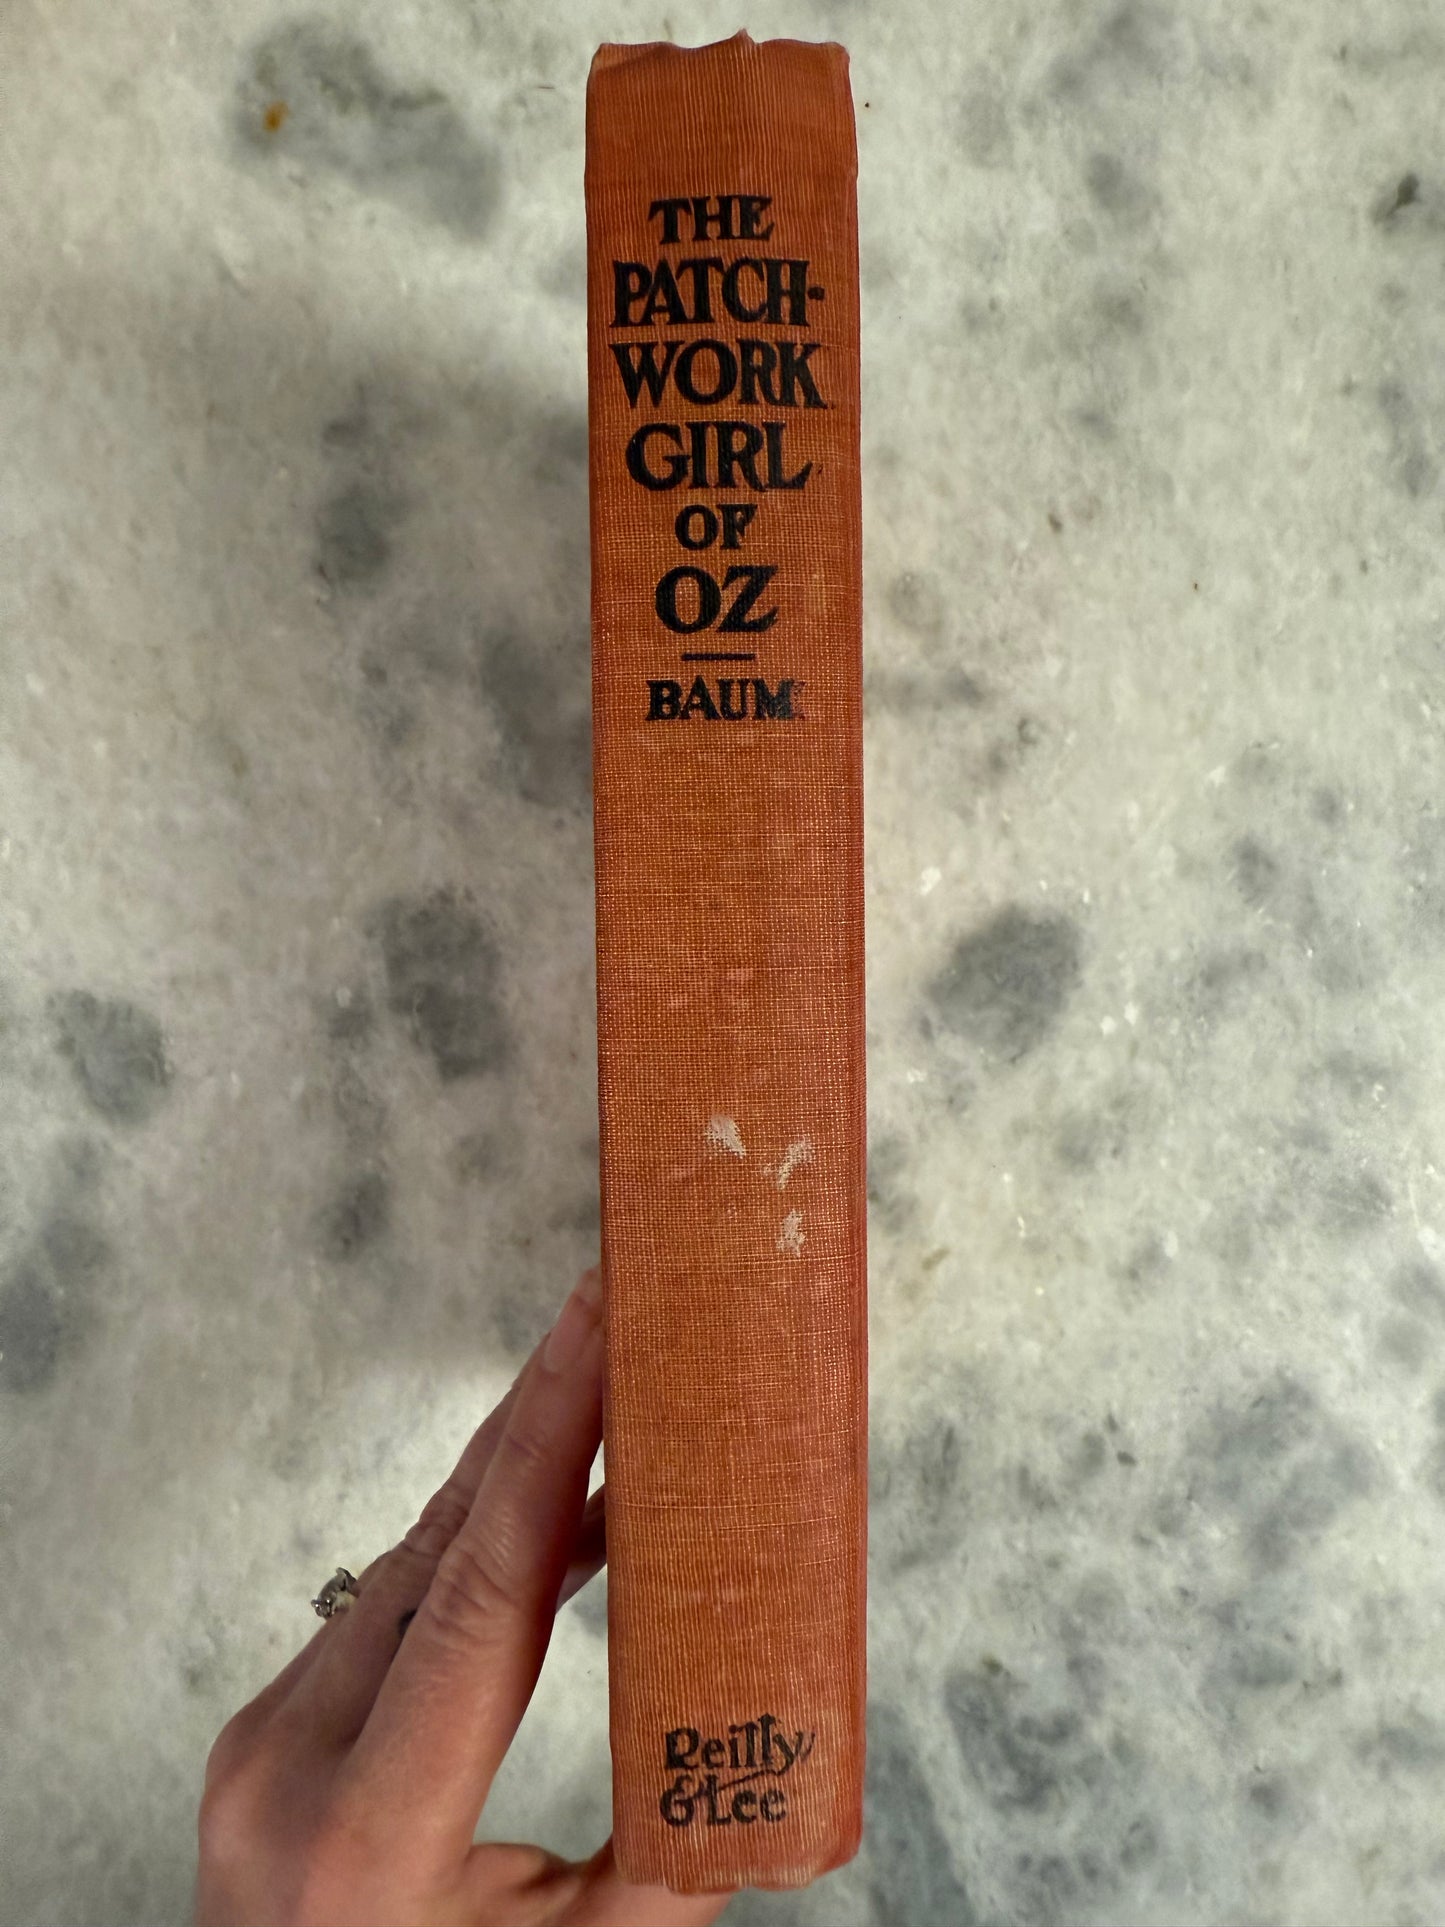 THE
PATCH-
WORK
GIRL
OF
OZ
BAUM
Reilly
& Lee